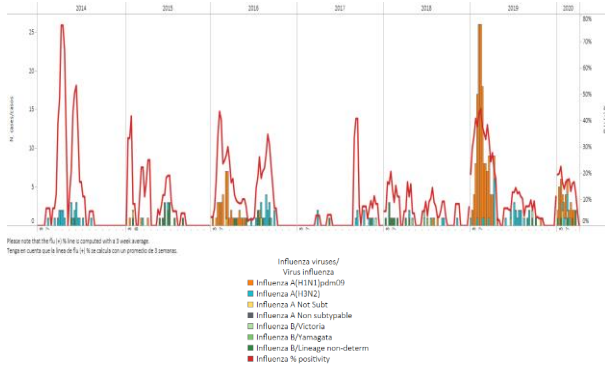 2014 2015 2016 2017 2018 2019 2020
25 80%
70%
20 60%
15 50%
40%
10 30%
5 20%
10%
0 0%
N. cases/casos
Please note that the flu (+) % line is computed with a 3 week average.
Tenga en cuenta que la línea de flu (+) % se calcula con un promedio de 3 semanas.
Influenza viruses/
Virus influenza
Influenza A(H1N1)pdm09
Influenza A(H3N2)
Influenza A Not Subt
Influenza A Non subtypable
Influenza B/Victoria
Influenza B/Yamagata
Influenza B/Lineage non-determ
Influenza % positivity